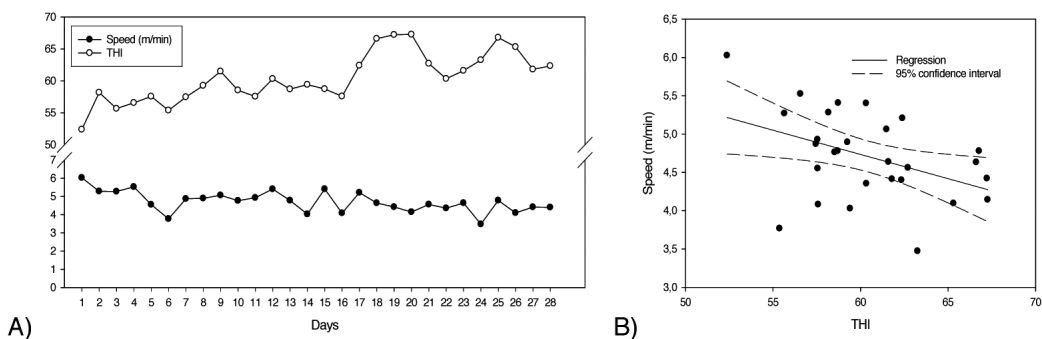 70
65
60
55
50
7
6
5
4
3
2
1
0
Speed (m/min)
THI
1 2 3 4 5 6 7 8 9 10 11 12 13 14 15 16 17 18 19 20 21 22 23 24 25 26 27 28
Days
A)
6,5
6,0
5,5
5,0
4,5
4,0
3,5
3,0
Speed (m/min)
Regression
95% confidence interval
50 55 60 65 70
THI
B)